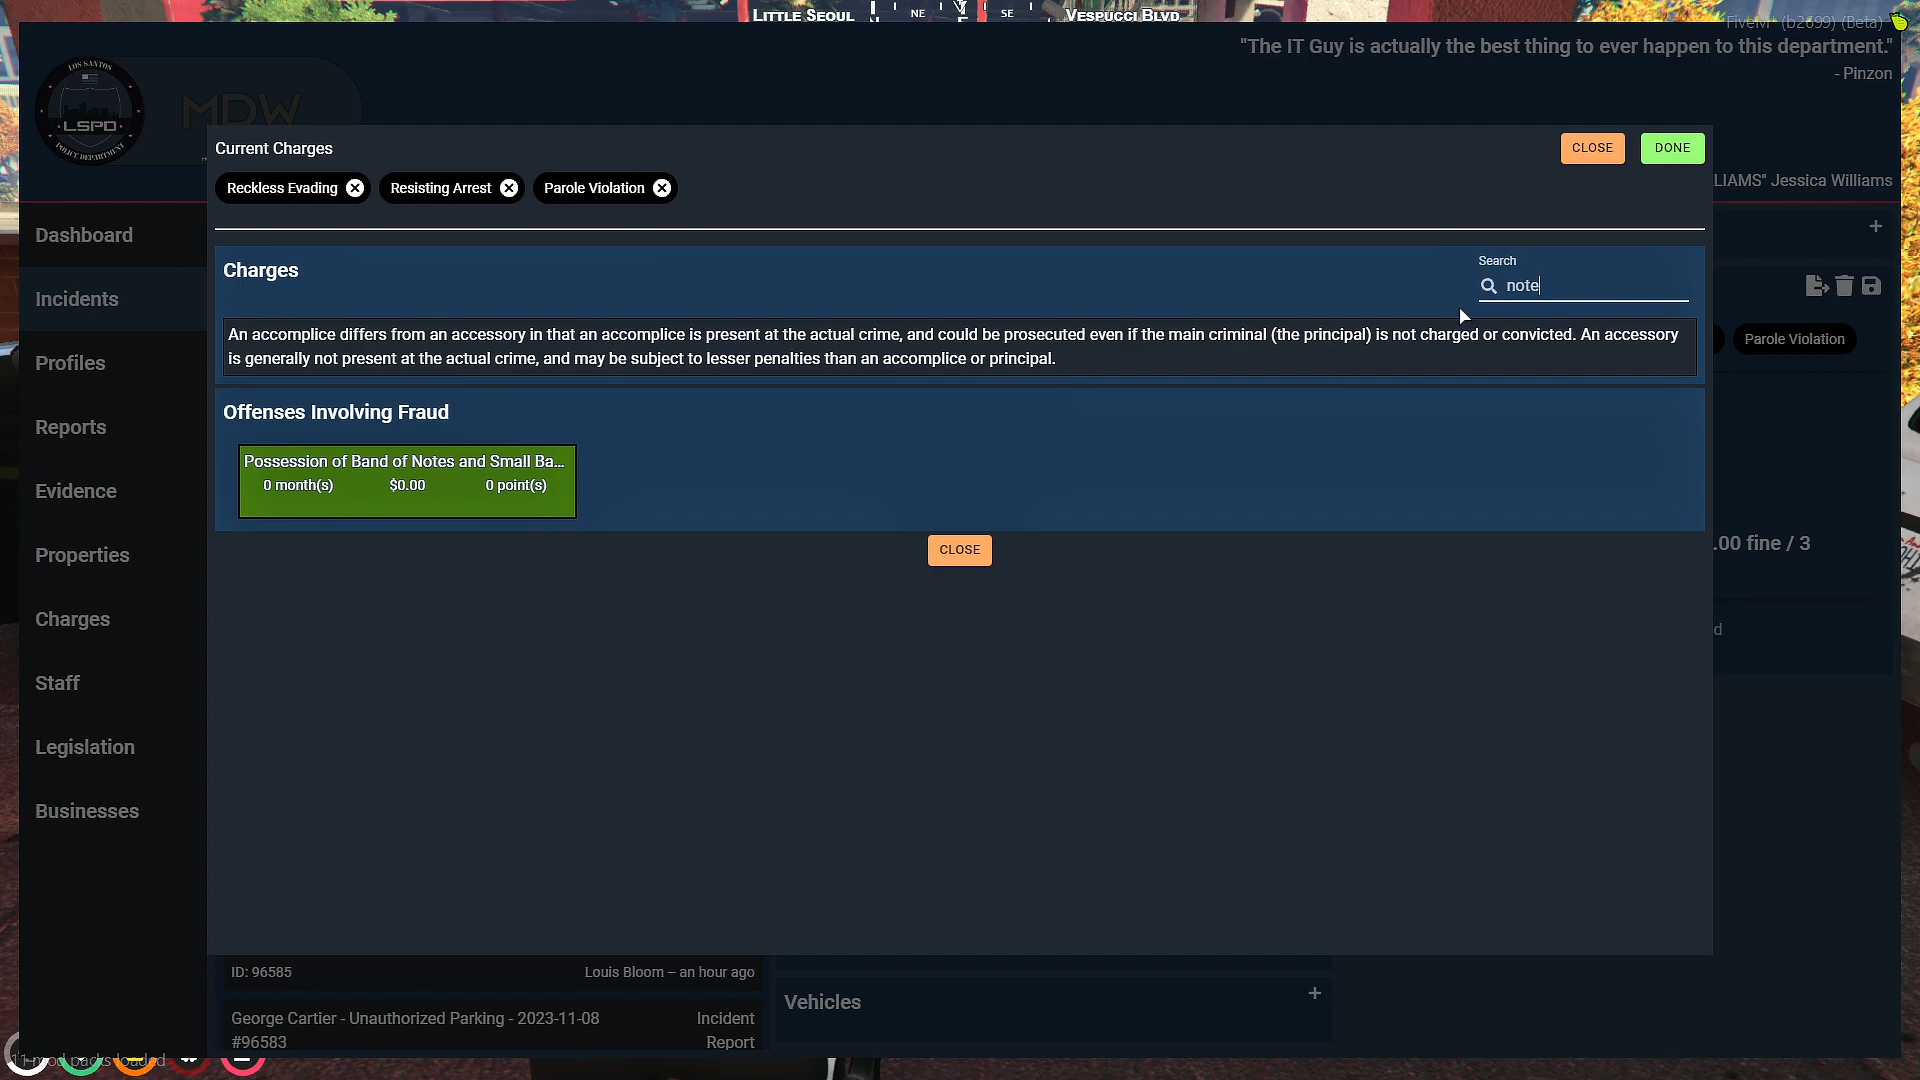 LITTLE SEOUL
NE
SE
VESPUCCI BLVD
FiveM* (b2699) (Beta)
"The IT Guy is actually the best thing to ever happen to this department."
- Pinzon
LOS SANTOS
LSPD
POLICE DEPARTMENT
MDW
LIAMS" Jessica Williams
Current Charges
CLOSE
DONE
Reckless Evading
Resisting Arrest
Parole Violation
Charges
Search
note
An accomplice differs from an accessory in that an accomplice is present at the actual crime, and could be prosecuted even if the main criminal (the principal) is not charged or convicted. An accessory
is generally not present at the actual crime, and may be subject to lesser penalties than an accomplice or principal.
Offenses Involving Fraud
Possession of Band of Notes and Small Ba...
0 month(s)
$0.00
0 point(s)
CLOSE
Dashboard
Incidents
Profiles
Reports
Evidence
Properties
Charges
Staff
Legislation
Businesses
Parole Violation
.00 fine / 3
d
ID: 96585
Louis Bloom – an hour ago
George Cartier - Unauthorized Parking - 2023-11-08
#96583
Incident
Report
Vehicles
11 mod packs loaded